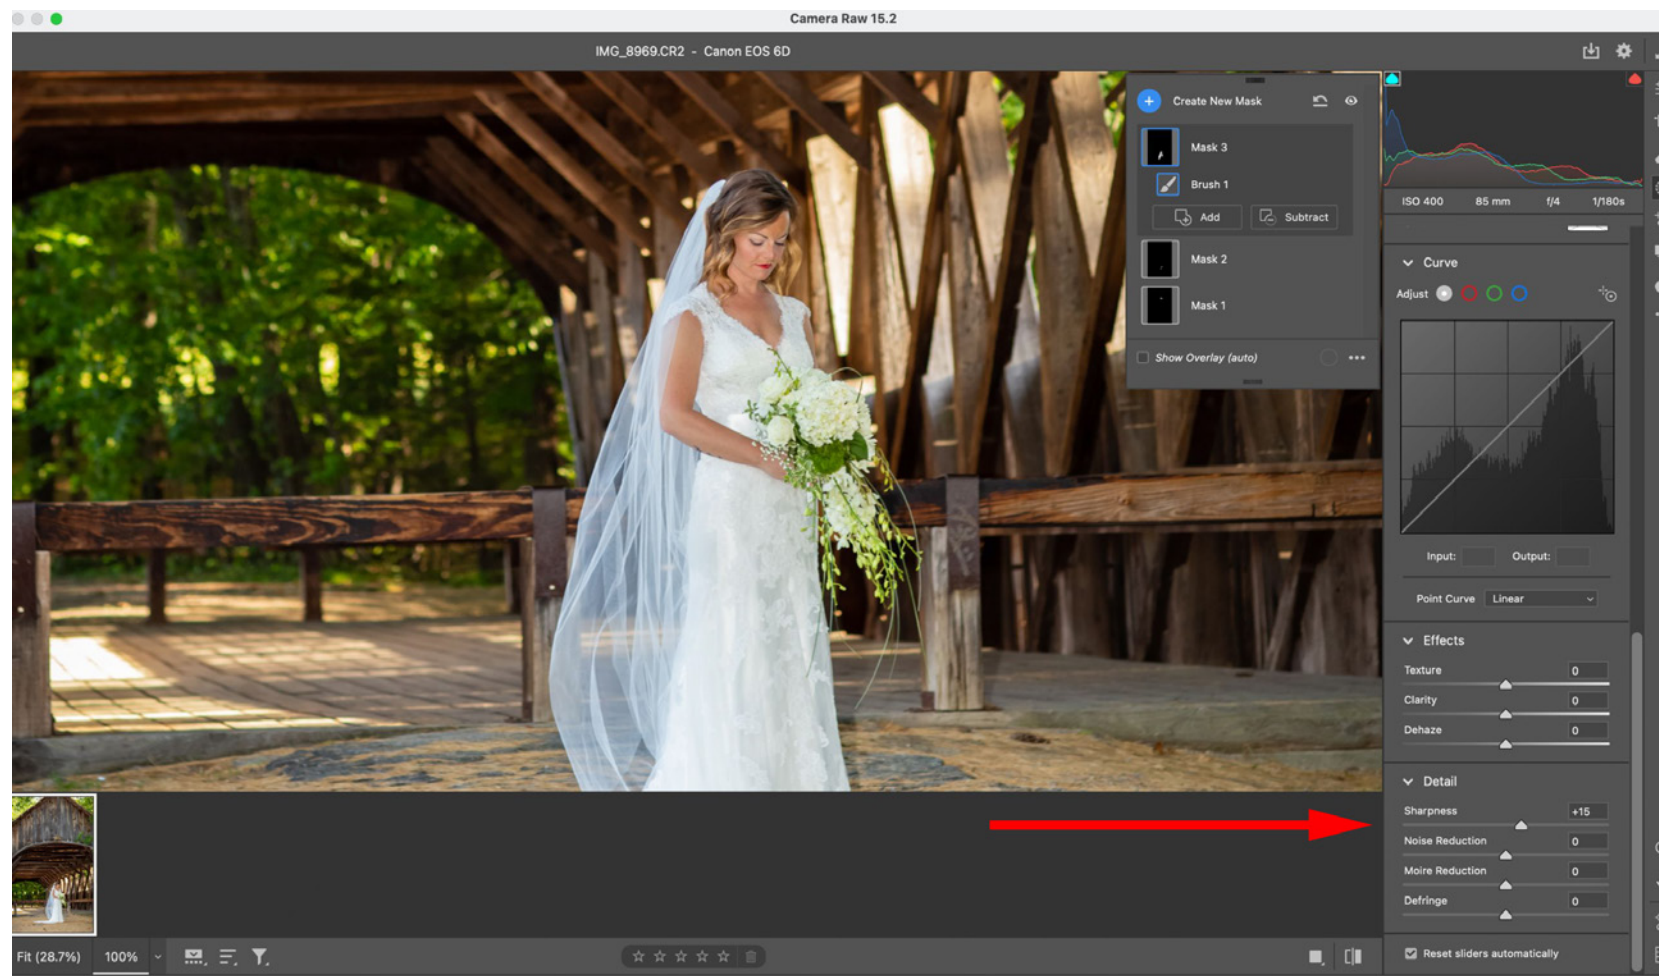 Camera Raw 15.2
IMG_8969.CR2 - Canon EOS 6D
Create New Mask
Mask 3
Brush 1
Add
Subtract
Mask 2
Mask 1
Show Overlay (auto)
ISO 400 85 mm f/4 1/180s
Curve
Adjust
Input: Output:
Point Curve Linear
Effects
Texture 0
Clarity 0
Dehaze 0
Detail
Sharpness +15
Noise Reduction 0
Moire Reduction 0
Defringe 0
Reset sliders automatically
Fit (28.7%) 100%